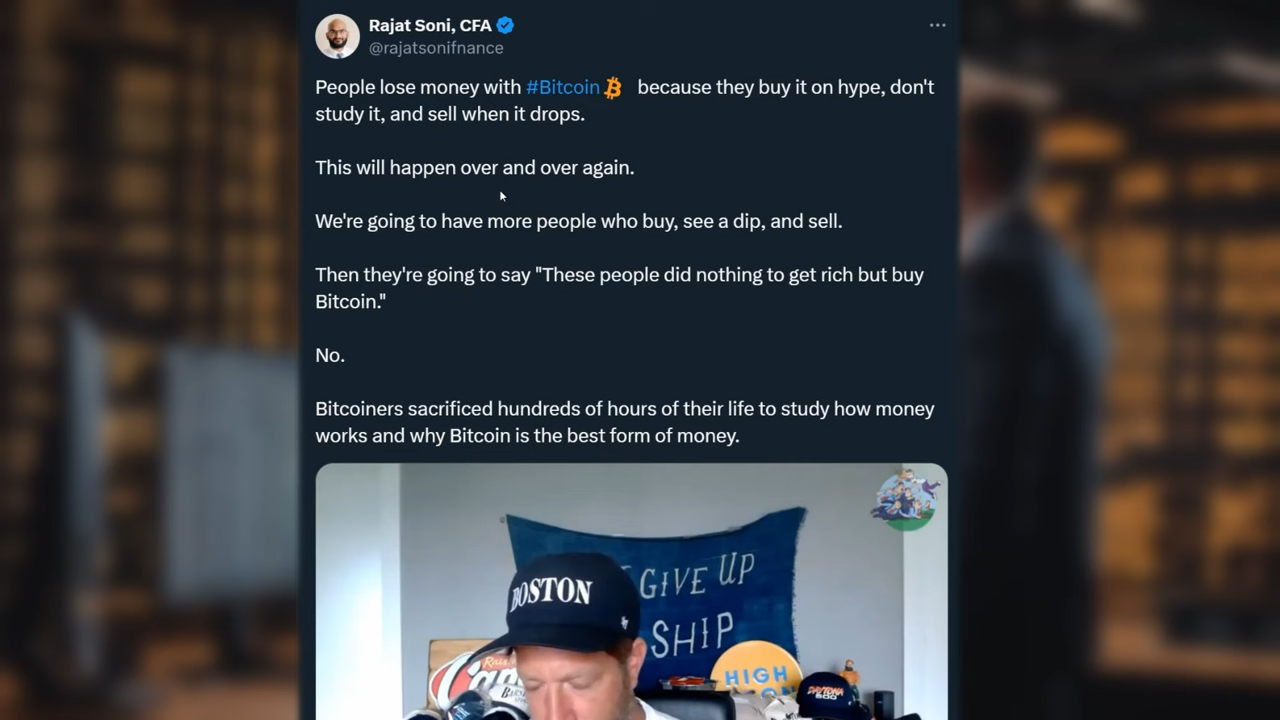 Rajat Soni, CFA
@rajatsonifnance
People lose money with #Bitcoin because they buy it on hype, don't
study it, and sell when it drops.
This will happen over and over again.
We're going to have more people who buy, see a dip, and sell.
Then they're going to say "These people did nothing to get rich but buy
Bitcoin."
No.
Bitcoiners sacrificed hundreds of hours of their life to study how money
works and why Bitcoin is the best form of money.
GIVE UP
SHIP
BOSTON
HIGH
DAYTONA
500